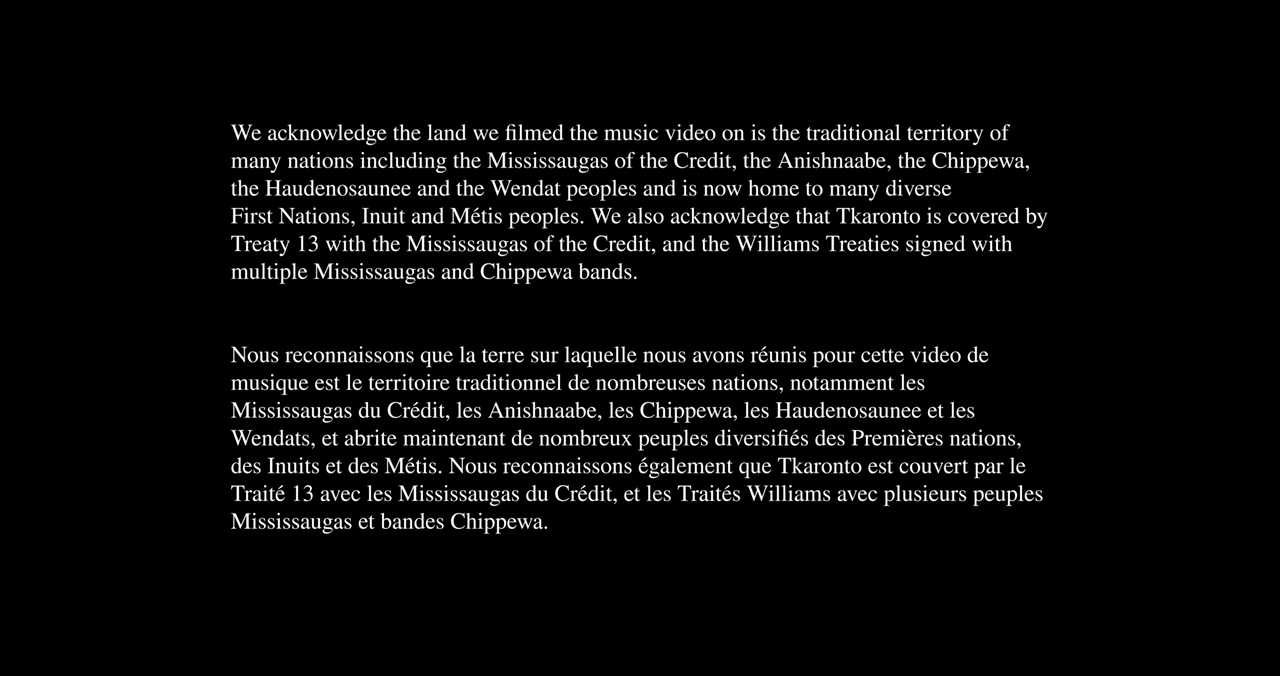 We acknowledge the land we filmed the music video on is the traditional territory of
many nations including the Mississaugas of the Credit, the Anishnaabe, the Chippewa,
the Haudenosaunee and the Wendat peoples and is now home to many diverse
First Nations, Inuit and Métis peoples. We also acknowledge that Tkaronto is covered by
Treaty 13 with the Mississaugas of the Credit, and the Williams Treaties signed with
multiple Mississaugas and Chippewa bands.
Nous reconnaissons que la terre sur laquelle nous avons réunis pour cette video de
musique est le territoire traditionnel de nombreuses nations, notamment les
Mississaugas du Crédit, les Anishnaabe, les Chippewa, les Haudenosaunee et les
Wendats, et abrite maintenant de nombreux peuples diversifiés des Premières nations,
des Inuits et des Métis. Nous reconnaissons également que Tkaronto est couvert par le
Traité 13 avec les Mississaugas du Crédit, et les Traités Williams avec plusieurs peuples
Mississaugas et bandes Chippewa.